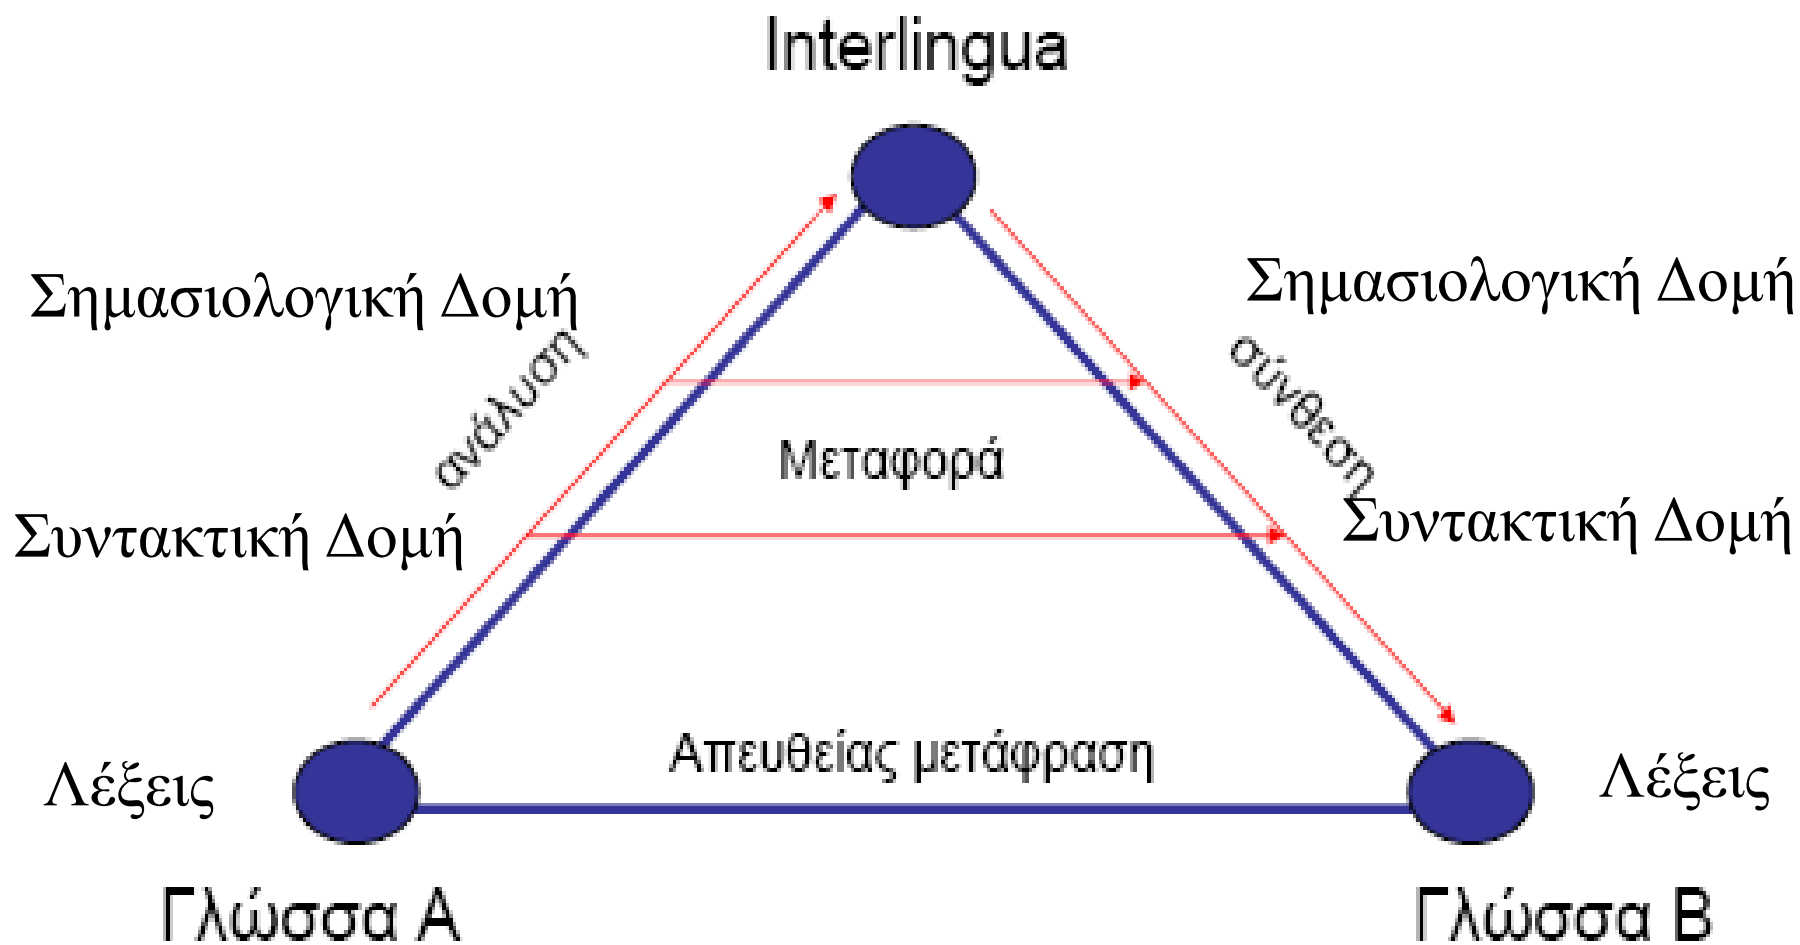 Interlingua
Σημασιολογική Δομή
Σημασιολογική Δομή
ανάλυση
σύνθεση
Μεταφορά
Συντακτική Δομή
Συντακτική Δομή
Απευθείας μετάφραση
Λέξεις
Λέξεις
Γλώσσα Α
Γλώσσα Β